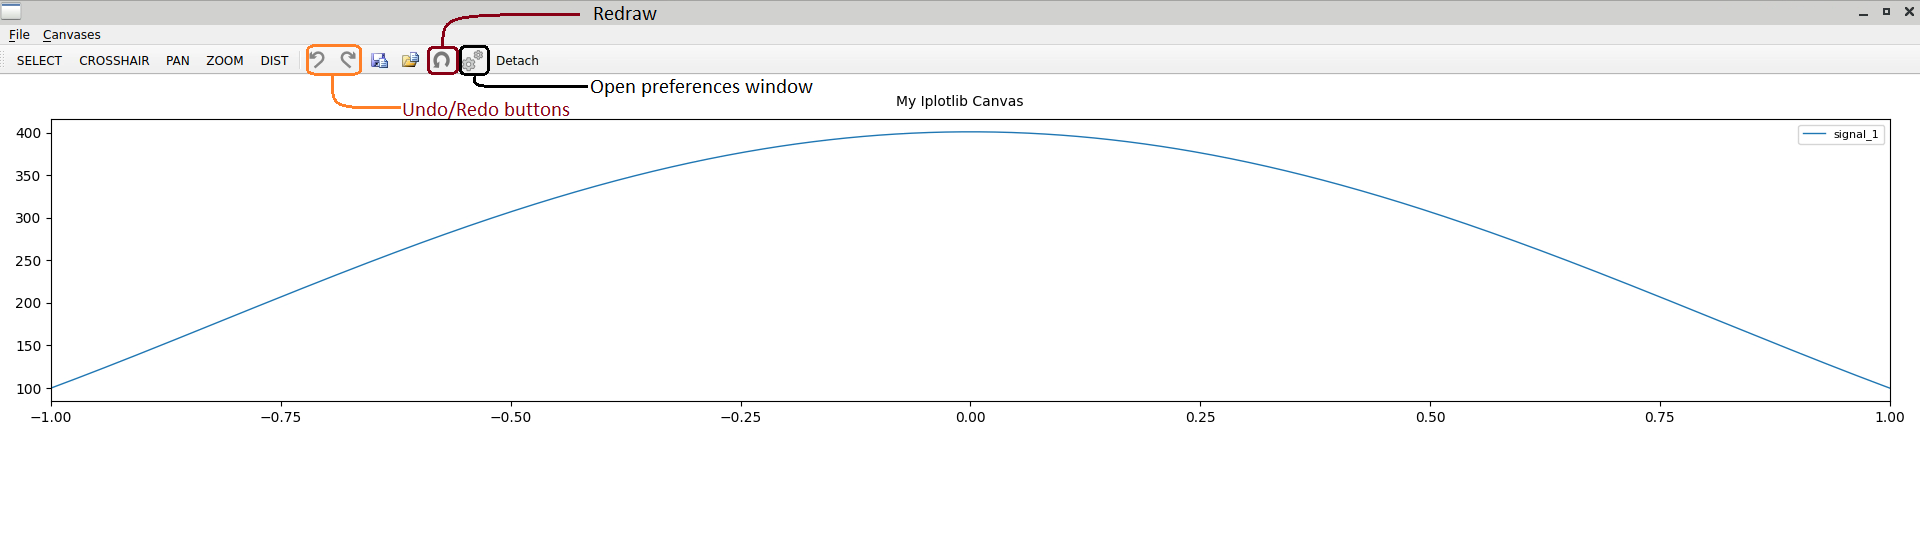 Redraw
File Canvases
SELECT CROSSHAIR PAN ZOOM DIST Detach
Open preferences window
Undo/Redo buttons
My Iplotlib Canvas
signal_1
400
350
300
250
200
150
100
−1.00 −0.75 −0.50 −0.25 0.00 0.25 0.50 0.75 1.00